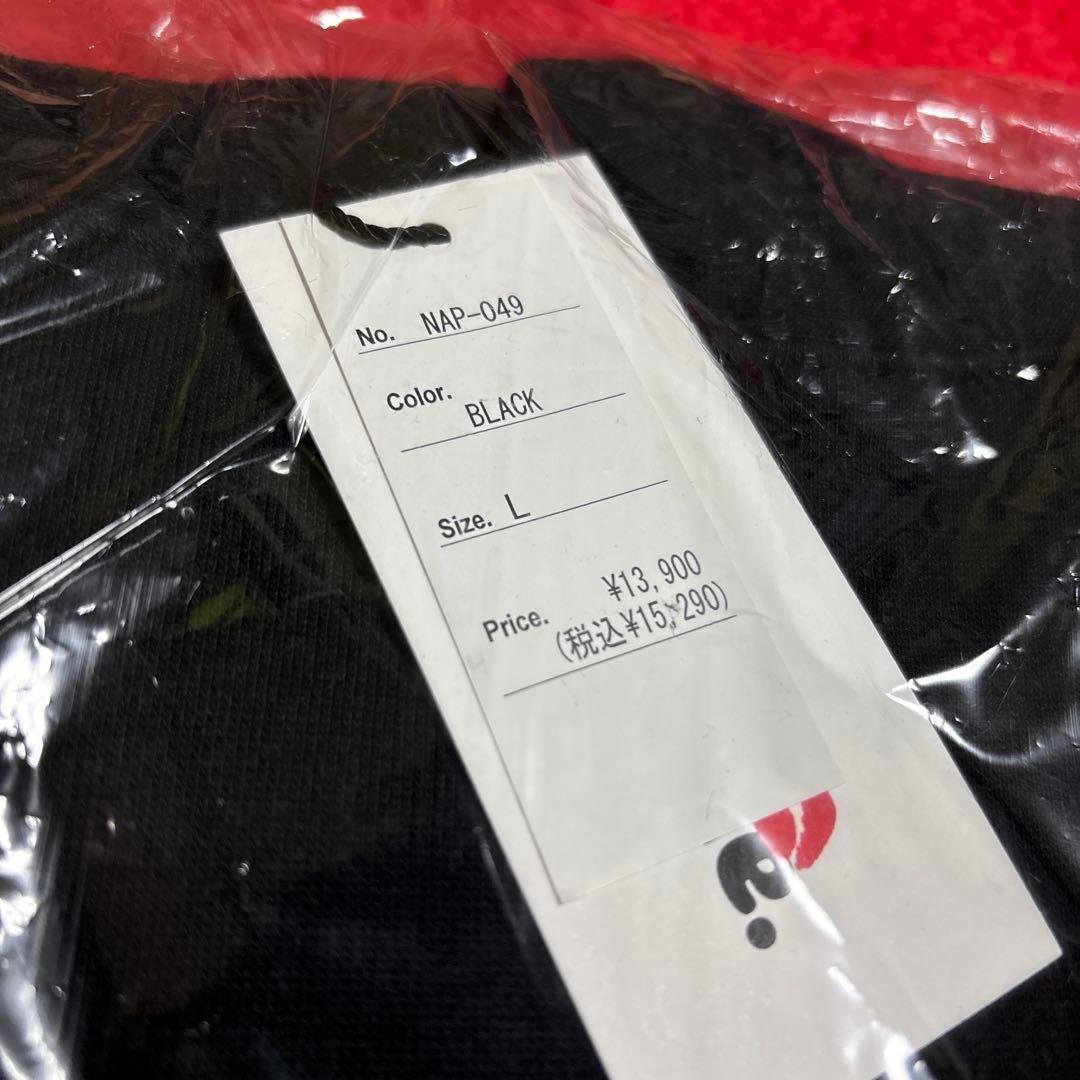 No. NAP-049
Color. BLACK
Size. L
Price. ¥13,900
(税込¥15,290)